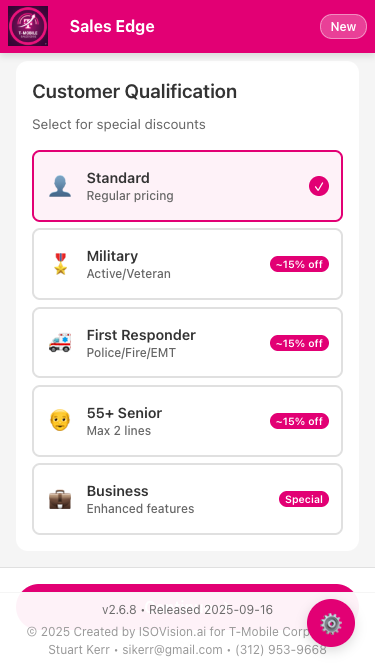 T-MOBILE
Sales Edge
New
Customer Qualification
Select for special discounts
Standard
Regular pricing
Military
Active/Veteran
~15% off
First Responder
Police/Fire/EMT
~15% off
55+ Senior
Max 2 lines
~15% off
Business
Enhanced features
Special
v2.6.8 • Released 2025-09-16
© 2025 Created by ISOVision.ai for T-Mobile Corp
Stuart Kerr • sikerr@gmail.com • (312) 953-9668